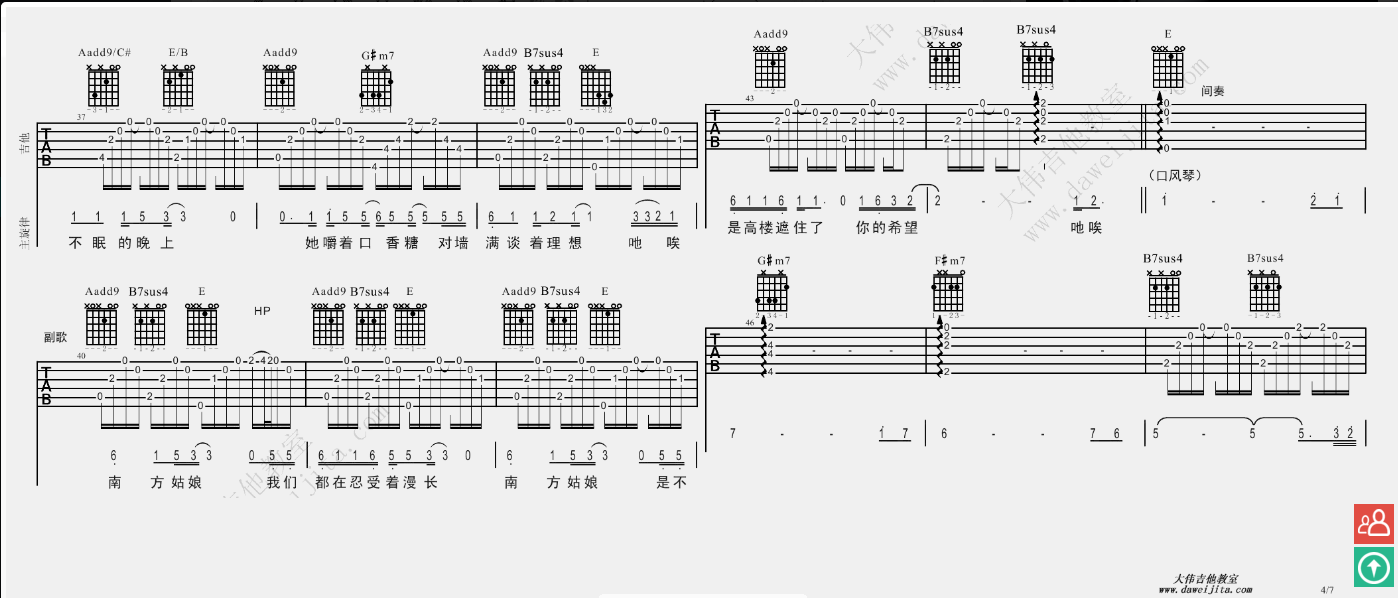 Aadd9/C# E/B Aadd9 G#m7 Aadd9 B7sus4 E
37
吉他
主旋律
1 1 1 5 3 3 0 0. 1 1 5 5 6 5 5 5 5 6 1 1 2 1 1 3 3 2 1
不 眠 的 晚 上 她 嚼 着 口 香 糖 对 墙 满 谈 着 理 想 吔 唉
Aadd9 B7sus4 E HP Aadd9 B7sus4 E Aadd9 B7sus4 E
副歌
40
6 1 5 3 3 0 5 5 6 1 1 6 5 5 3 3 0 6 1 5 3 3 0 5 5
南 方 姑 娘 我 们 都 在 忍 受 着 漫 长 南 方 姑 娘 是 不
Aadd9 B7sus4 B7sus4 E
43
间奏
(口风琴)
6 1 1 6 1 1. 0 1 6 3 2 2 - - 1 2. 1 - - 2 1
是 高 楼 遮 住 了 你 的 希 望 吔 唉
G#m7 F#m7 B7sus4 B7sus4
46
7 - - 1 7 6 - - 7 6 5 - 5 5. 3 2
大伟吉他教室
www.daweijita.com
大伟吉他教室
www.daweijita.com
4/7